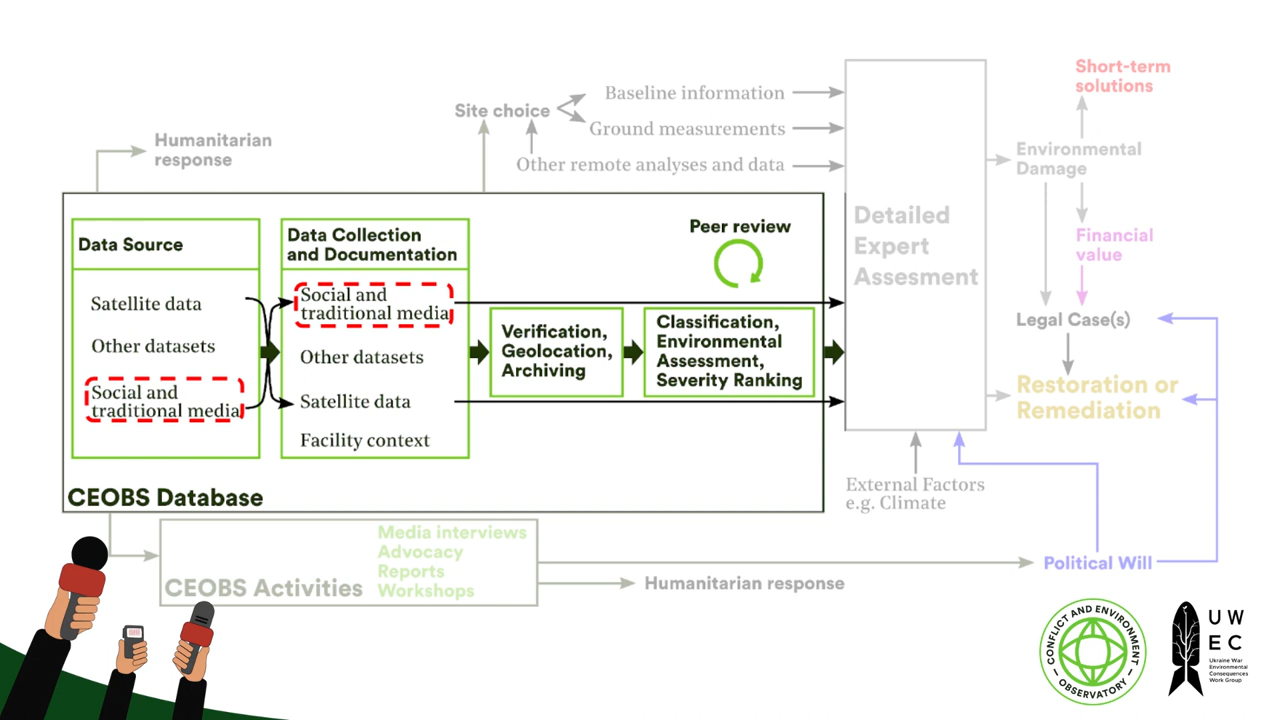 Short-term
solutions
Baseline information
Site choice
Ground measurements
Humanitarian
response
Other remote analyses and data
Environmental
Damage
Detailed
Expert
Assesment
Peer review
Data Source
Data Collection
and Documentation
Financial
value
Satellite data
Other datasets
Social and
traditional media
Social and
traditional media
Other datasets
Satellite data
Facility context
Verification,
Geolocation,
Archiving
Classification,
Environmental
Assessment,
Severity Ranking
Legal Case(s)
Restoration or
Remediation
CEOBS Database
External Factors
e.g. Climate
Media interviews
Advocacy
Reports
Workshops
CEOBS Activities
Humanitarian response
Political Will
CONFLICT AND ENVIRONMENT
OBSERVATORY
U W
E C
Ukraine War
Environmental
Consequences
Work Group